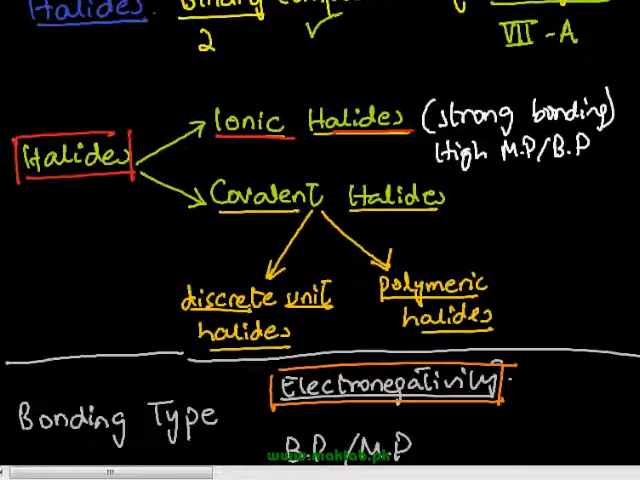 Halides: Binary
2 VII-A
Ionic Halides (strong bonding)
High M.P/B.P
Halides
Covalent Halides
discrete unit
halides
polymeric
halides
Electronegativity
Bonding Type
B.P/M.P
www.maktab.pk